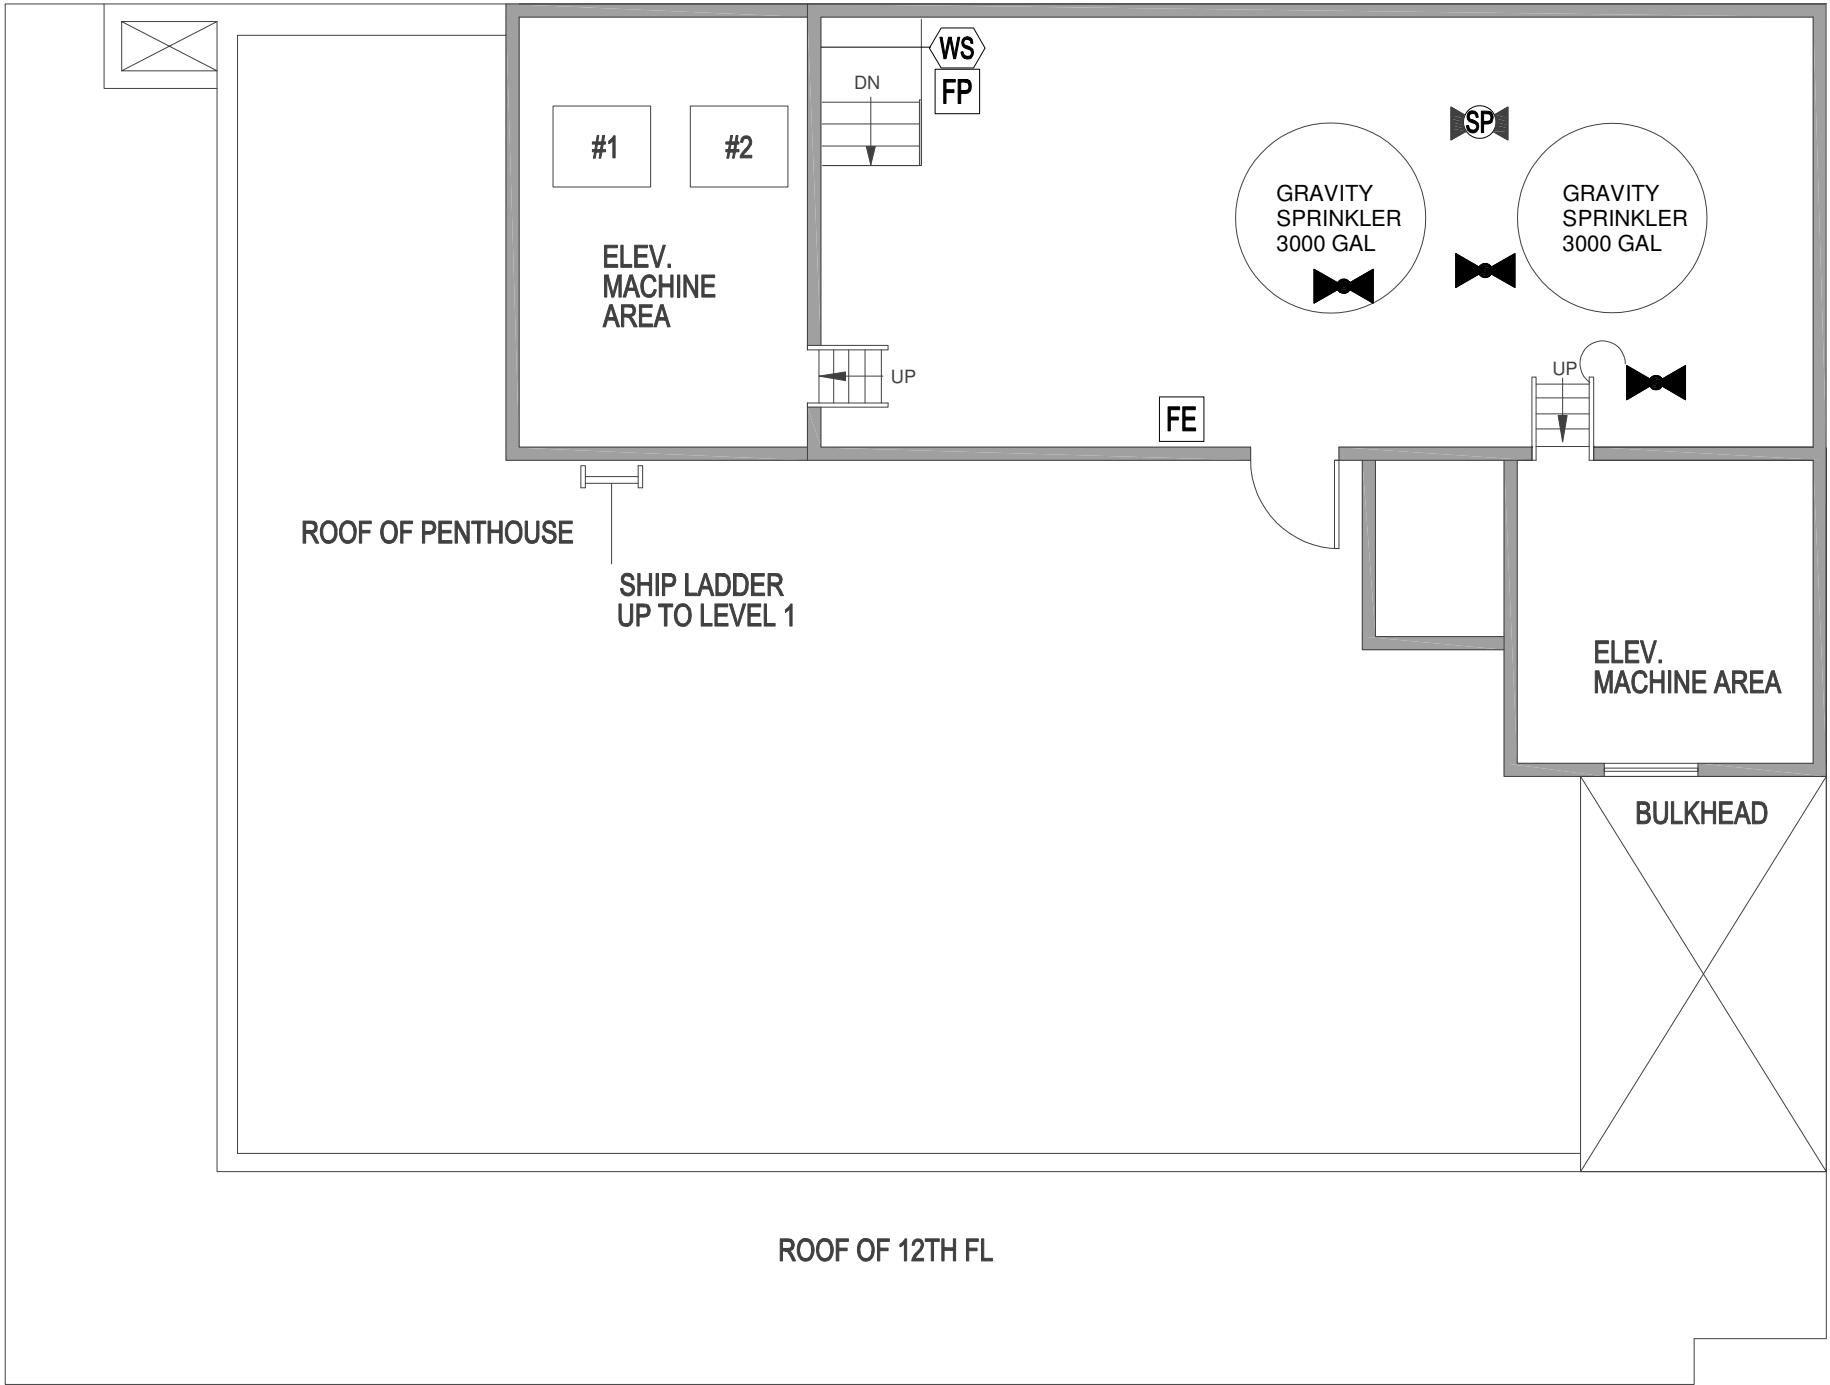 WS
FP
DN
SP
#1
#2
GRAVITY
SPRINKLER
3000 GAL
GRAVITY
SPRINKLER
3000 GAL
ELEV.
MACHINE
AREA
UP
UP
FE
ROOF OF PENTHOUSE
SHIP LADDER
UP TO LEVEL 1
ELEV.
MACHINE AREA
BULKHEAD
ROOF OF 12TH FL